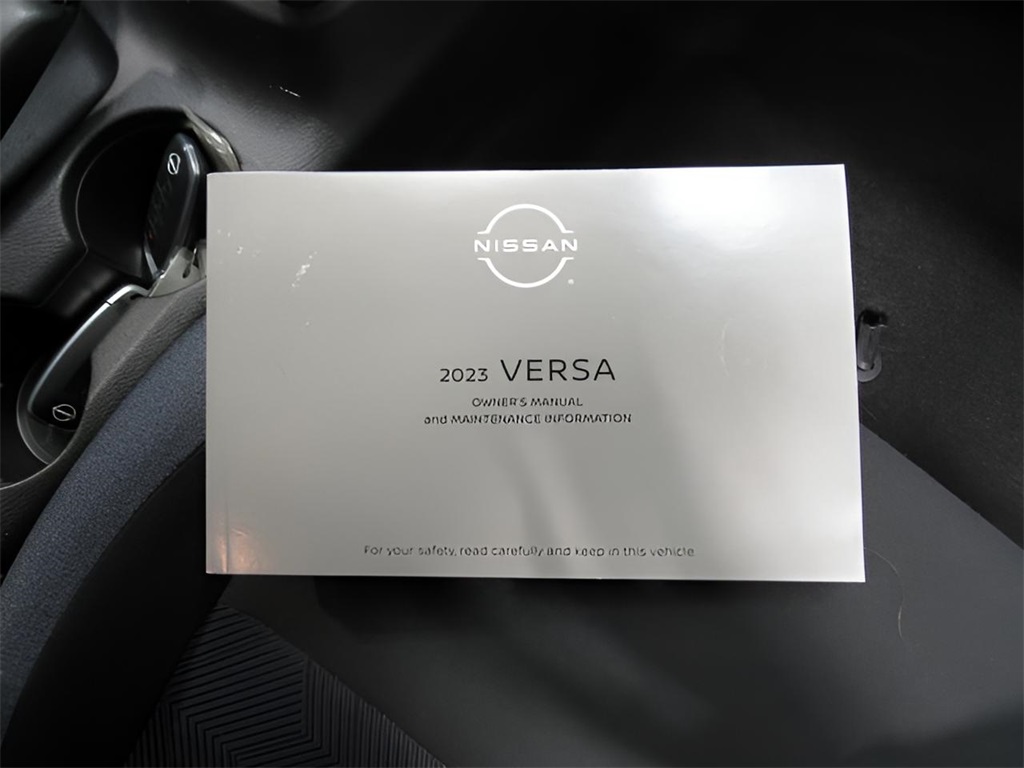 NISSAN
2023 VERSA
OWNER'S MANUAL
and MAINTENANCE INFORMATION
For your safety, read carefully and keep in this vehicle.